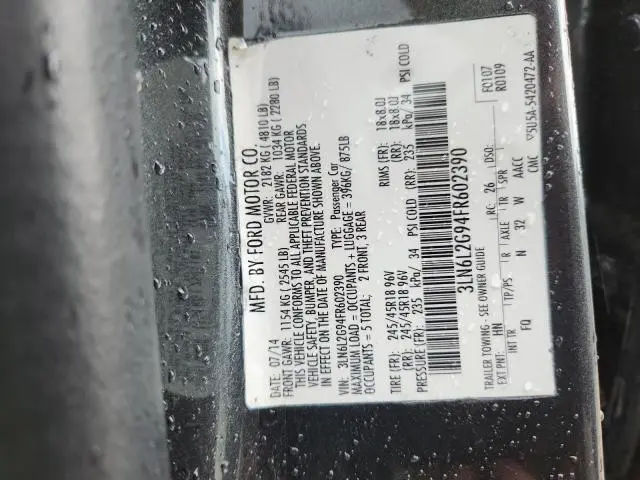 MFD. BY FORD MOTOR CO.
DATE: 07/14 GVWR: 2182 KG ( 4810 LB)
FRONT GAWR: 1154 KG ( 2545 LB) REAR GAWR: 1034 KG ( 2280 LB)
THIS VEHICLE CONFORMS TO ALL APPLICABLE FEDERAL MOTOR
VEHICLE SAFETY, BUMPER, AND THEFT PREVENTION STANDARDS
IN EFFECT ON THE DATE OF MANUFACTURE SHOWN ABOVE.
VIN: 3LN6L2G94FR602390 TYPE: Passenger Car
MAXIMUM LOAD = OCCUPANTS + LUGGAGE = 396KG/ 875LB
OCCUPANTS = 5 TOTAL; 2 FRONT, 3 REAR
TIRE (FR): 245/45R18 96V RIMS (FR): 18x8.0J
(RR): 245/45R18 96V (RR): 18x8.0J
PRESSURE (FR): 235 kPa/ 34 PSI COLD (RR): 235 kPa/ 34 PSI COLD
3LN6L2G94FR602390
TRAILER TOWING - SEE OWNER GUIDE F0107
EXT PNT: HN RC: 26 DSO: R0109
INT TR TP/PS R AXLE TR SPR
FQ N 32 W AACC
CMC ▽5U5A-5420472-AA